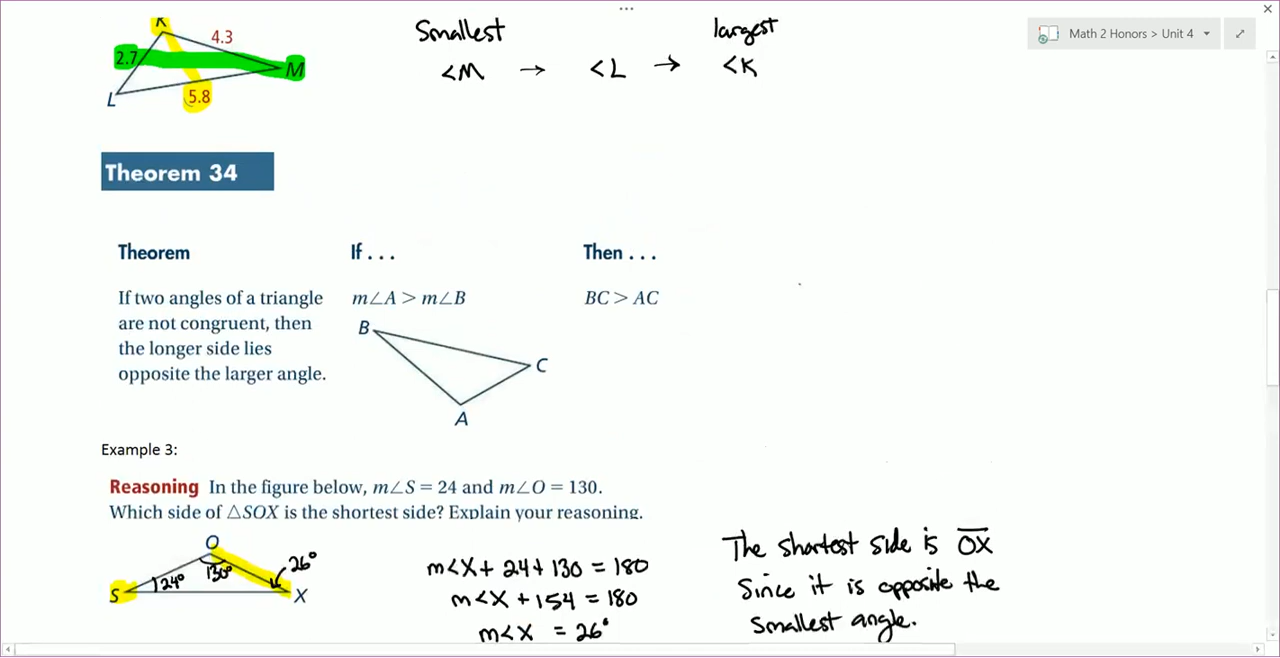 ...
Math 2 Honors > Unit 4
K
4.3
2.7
M
L
5.8
Smallest
largest
<M → <L → <K
Theorem 34
Theorem
If . . .
Then . . .
If two angles of a triangle
are not congruent, then
the longer side lies
opposite the larger angle.
m∠A > m∠B
BC > AC
B
C
A
Example 3:
Reasoning In the figure below, m∠S = 24 and m∠O = 130.
Which side of △SOX is the shortest side? Explain your reasoning.
O
26°
24°
130°
S
X
m<X + 24 + 130 = 180
m<X + 154 = 180
m<X = 26°
The shortest side is OX
Since it is opposite the
smallest angle.